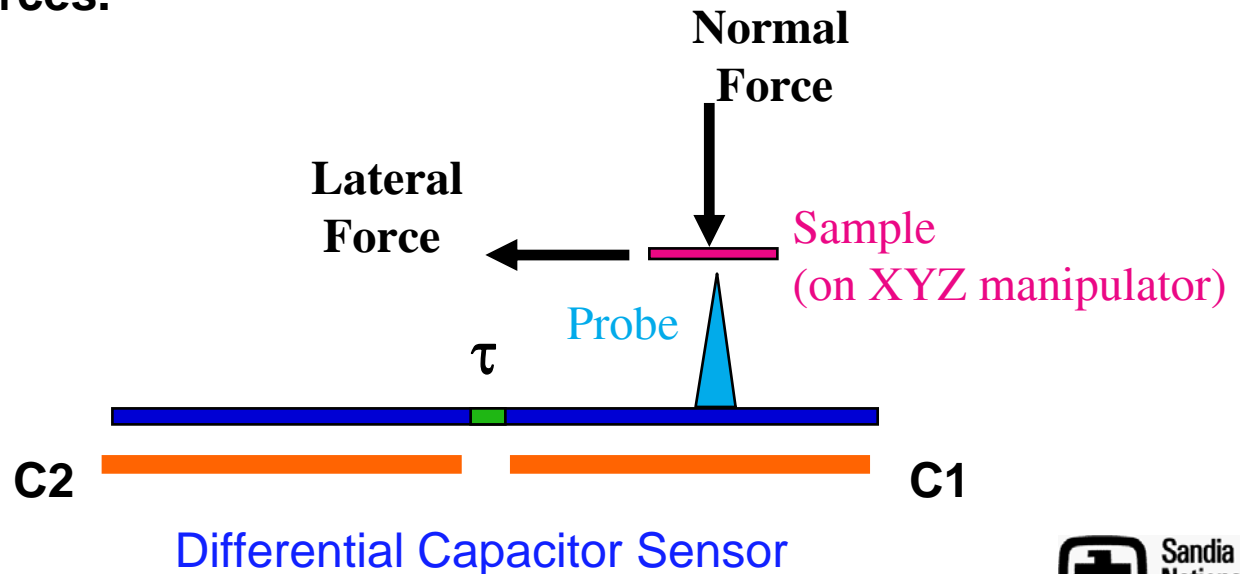 Normal
Force
Lateral
Force
Sample
(on XYZ manipulator)
Probe
τ
C2
C1
Differential Capacitor Sensor
Sandia